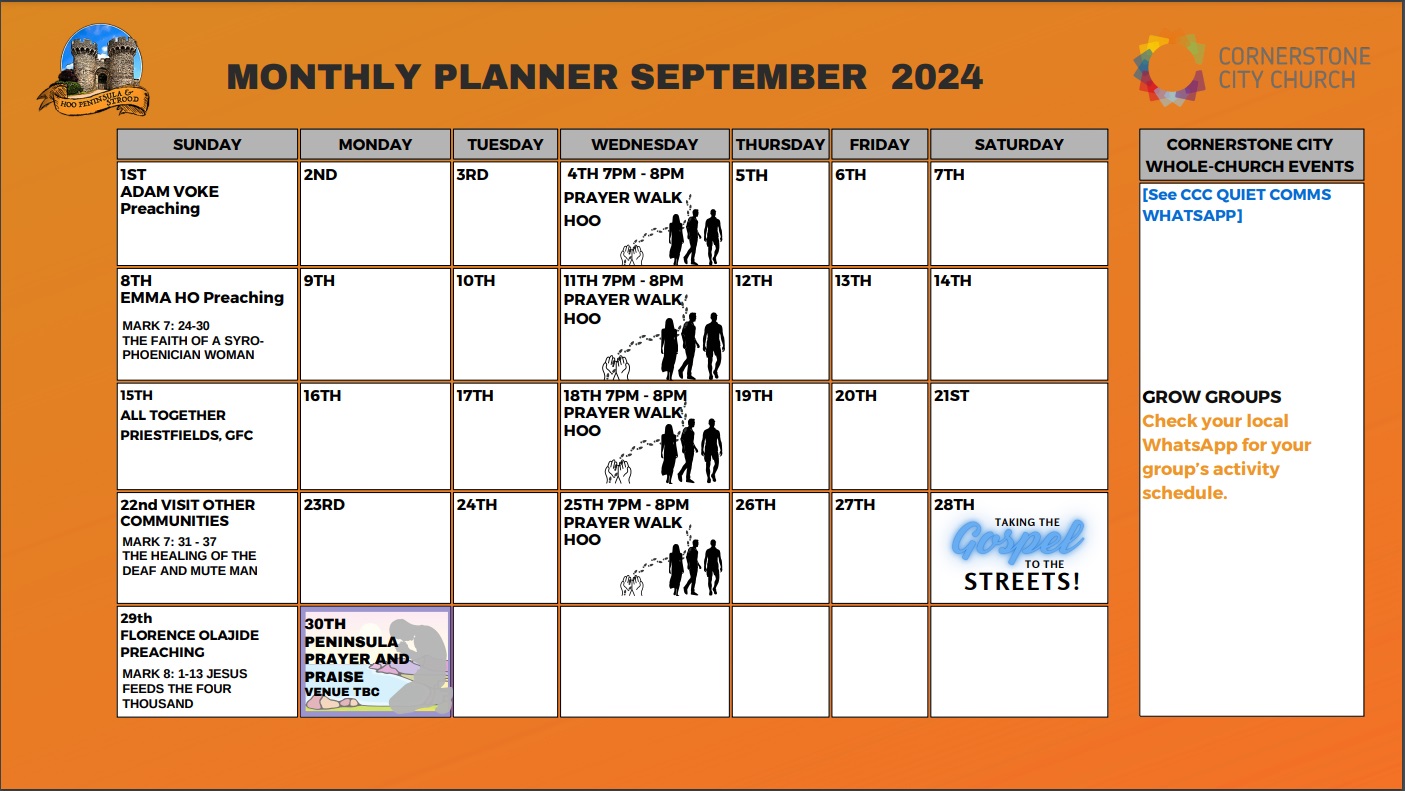 HOO PENINSULA &
STROOD
MONTHLY PLANNER SEPTEMBER 2024
CORNERSTONE
CITY CHURCH
SUNDAY
MONDAY
TUESDAY
WEDNESDAY
THURSDAY
FRIDAY
SATURDAY
1ST
ADAM VOKE
Preaching
2ND
3RD
4TH 7PM - 8PM
PRAYER WALK
HOO
5TH
6TH
7TH
8TH
EMMA HO Preaching
MARK 7: 24-30
THE FAITH OF A SYRO-
PHOENICIAN WOMAN
9TH
10TH
11TH 7PM - 8PM
PRAYER WALK
HOO
12TH
13TH
14TH
15TH
ALL TOGETHER
PRIESTFIELDS, GFC
16TH
17TH
18TH 7PM - 8PM
PRAYER WALK
HOO
19TH
20TH
21ST
22nd VISIT OTHER
COMMUNITIES
MARK 7: 31 - 37
THE HEALING OF THE
DEAF AND MUTE MAN
23RD
24TH
25TH 7PM - 8PM
PRAYER WALK
HOO
26TH
27TH
28TH
TAKING THE
Gospel
TO THE
STREETS!
29th
FLORENCE OLAJIDE
PREACHING
MARK 8: 1-13 JESUS
FEEDS THE FOUR
THOUSAND
30TH
PENINSULA
PRAYER AND
PRAISE
VENUE TBC
CORNERSTONE CITY
WHOLE-CHURCH EVENTS
[See CCC QUIET COMMS
WHATSAPP]
GROW GROUPS
Check your local
WhatsApp for your
group's activity
schedule.